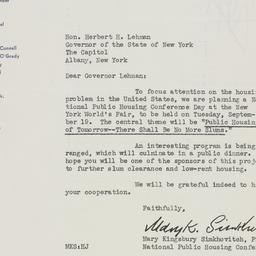 Connell
O'Grady
Hon. Herbert H. Lehman
Governor of the State of New York
The Capitol
Albany, New York
Dear Governor Lehman:
To focus attention on the housin
problem in the United States, we are planning a N
tional Public Housing Conference Day at the New
York World's Fair, to be held on Tuesday, Septem-
ber 19. The central theme will be "Public Housing
of Tomorrow--There Shall Be No More Slums."
An interesting program is being
ranged, which will culminate in a public dinner.
hope you will be one of the sponsors of this proj
to further slum clearance and low-rent housing.
We will be grateful indeed to h
your cooperation.
Faithfully,
Mary K. Simkhov
Mary Kingsbury Simkhovitch, P
National Public Housing Confe
MKS:HJ